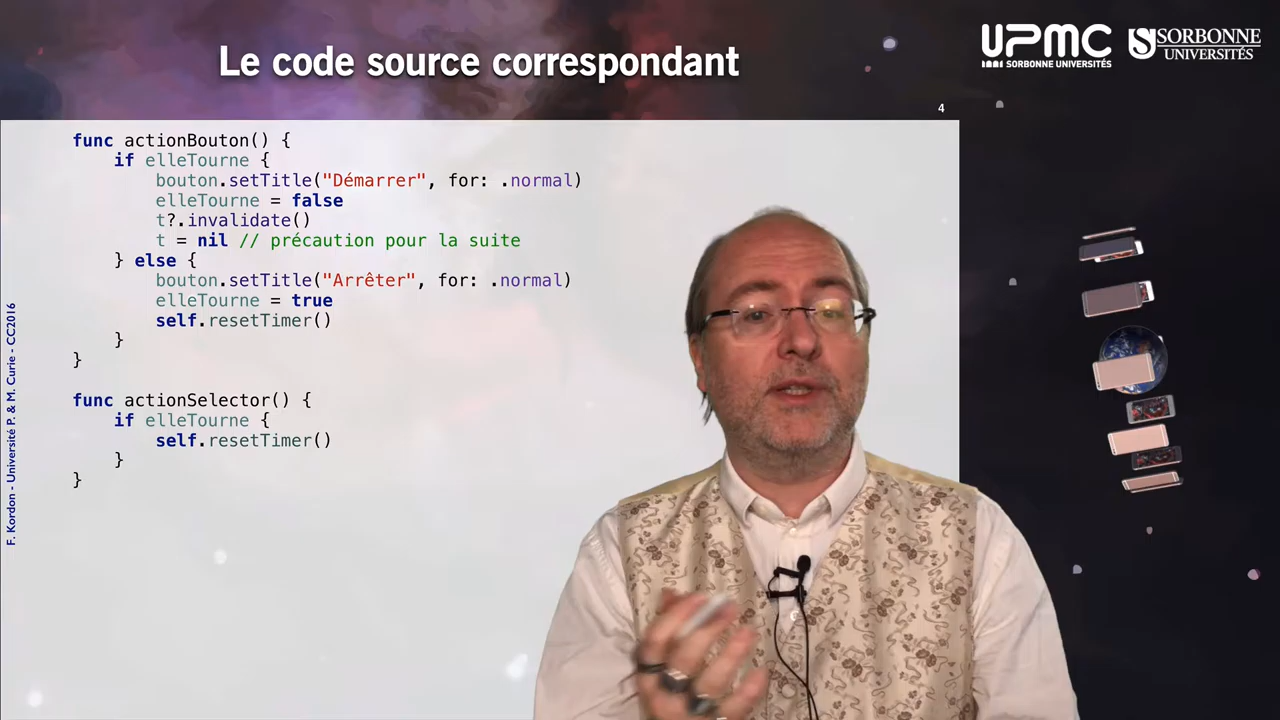 Le code source correspondant
UPMC
SORBONNE UNIVERSITÉS
S SORBONNE
UNIVERSITÉS
4
func actionBouton() {
if elleTourne {
bouton.setTitle("Démarrer", for: .normal)
elleTourne = false
t?.invalidate()
t = nil // précaution pour la suite
} else {
bouton.setTitle("Arrêter", for: .normal)
elleTourne = true
self.resetTimer()
}
}
func actionSelector() {
if elleTourne {
self.resetTimer()
}
}
F. Kordon - Université P. & M. Curie - CC2016